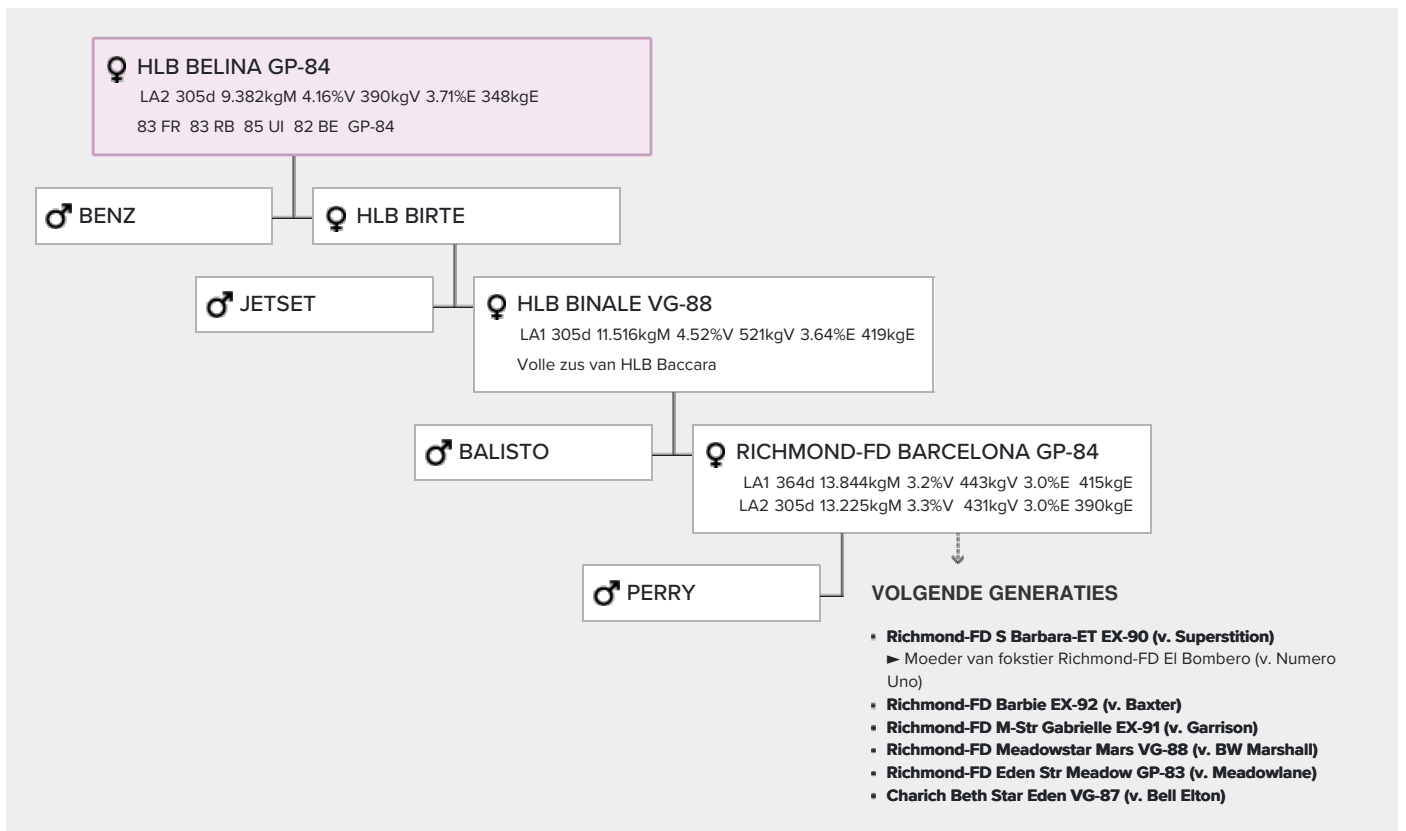 HLB BELINA GP-84
LA2 305d 9.382kgM 4.16%V 390kgV 3.71%E 348kgE
83 FR 83 RB 85 UI 82 BE GP-84
BENZ
HLB BIRTE
JETSET
HLB BINALE VG-88
LA1 305d 11.516kgM 4.52%V 521kgV 3.64%E 419kgE
Volle zus van HLB Baccara
BALISTO
RICHMOND-FD BARCELONA GP-84
LA1 364d 13.844kgM 3.2%V 443kgV 3.0%E 415kgE
LA2 305d 13.225kgM 3.3%V 431kgV 3.0%E 390kgE
PERRY
VOLGENDE GENERATIES
Richmond-FD S Barbara-ET EX-90 (v. Superstition)
► Moeder van fokstier Richmond-FD El Bombero (v. Numero
Uno)
Richmond-FD Barbie EX-92 (v. Baxter)
Richmond-FD M-Str Gabrielle EX-91 (v. Garrison)
Richmond-FD Meadowstar Mars VG-88 (v. BW Marshall)
Richmond-FD Eden Str Meadow GP-83 (v. Meadowlane)
Charich Beth Star Eden VG-87 (v. Bell Elton)